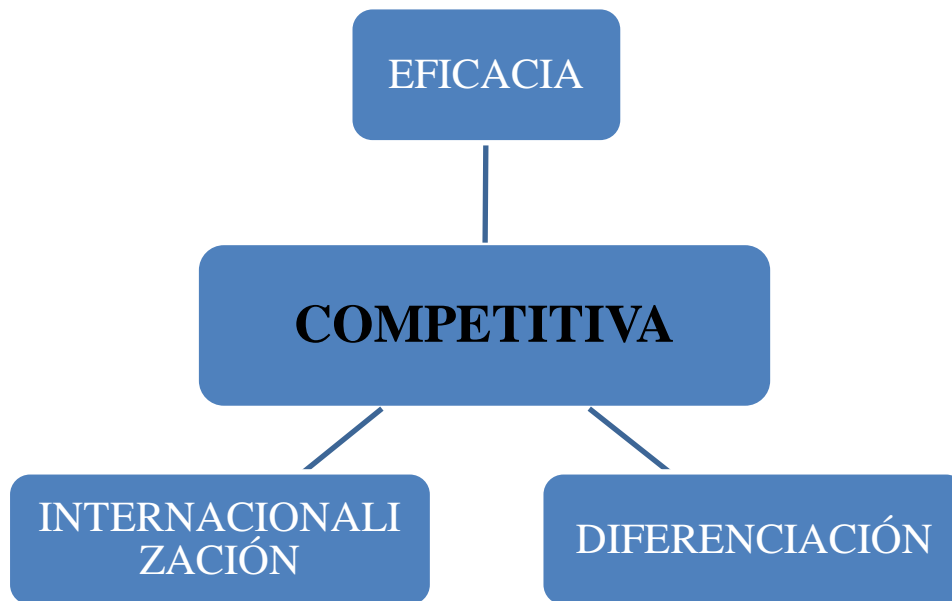 EFICACIA
COMPETITIVA
INTERNACIONALI
ZACIÓN
DIFERENCIACIÓN